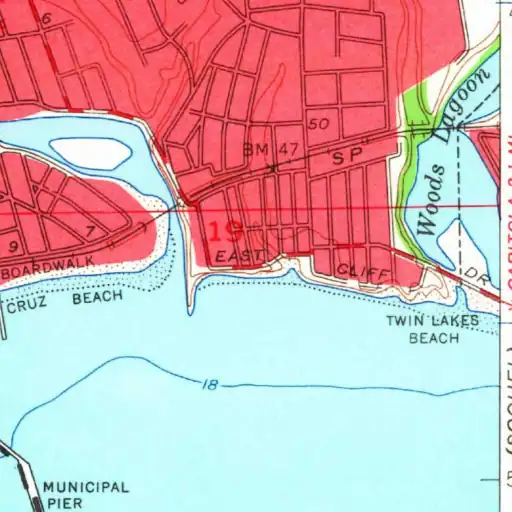 6
50
BM 47
"SP"
Woods Lagoon
19
7
9
BOARDWALK
EAST CLIFF DR
CRUZ BEACH
TWIN LAKES
BEACH
18
MUNICIPAL
PIER